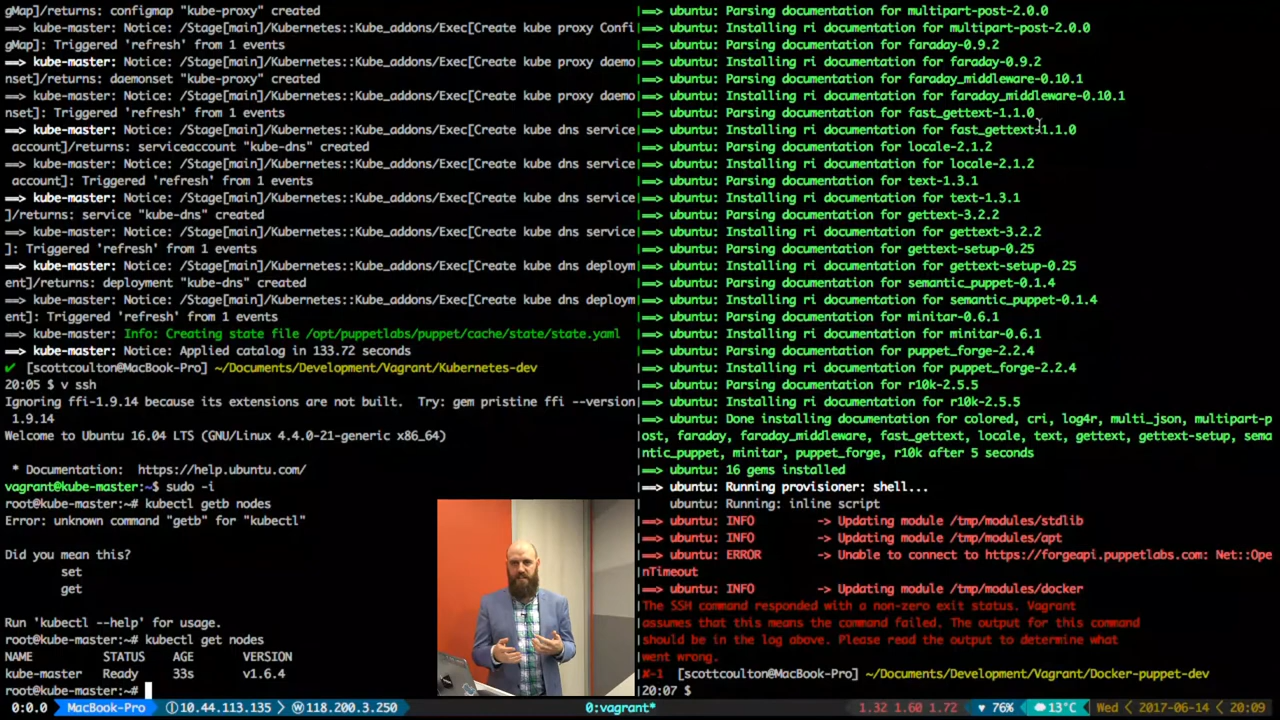 gMap]/returns: configmap "kube-proxy" created
==> kube-master: Notice: /Stage[main]/Kubernetes::Kube_addons/Exec[Create kube proxy Confi
gMap]: Triggered 'refresh' from 1 events
==> kube-master: Notice: /Stage[main]/Kubernetes::Kube_addons/Exec[Create kube proxy daemo
nset]/returns: daemonset "kube-proxy" created
==> kube-master: Notice: /Stage[main]/Kubernetes::Kube_addons/Exec[Create kube proxy daemo
nset]: Triggered 'refresh' from 1 events
==> kube-master: Notice: /Stage[main]/Kubernetes::Kube_addons/Exec[Create kube dns service
 account]/returns: serviceaccount "kube-dns" created
==> kube-master: Notice: /Stage[main]/Kubernetes::Kube_addons/Exec[Create kube dns service
 account]: Triggered 'refresh' from 1 events
==> kube-master: Notice: /Stage[main]/Kubernetes::Kube_addons/Exec[Create kube dns service
]/returns: service "kube-dns" created
==> kube-master: Notice: /Stage[main]/Kubernetes::Kube_addons/Exec[Create kube dns service
]: Triggered 'refresh' from 1 events
==> kube-master: Notice: /Stage[main]/Kubernetes::Kube_addons/Exec[Create kube dns deploym
ent]/returns: deployment "kube-dns" created
==> kube-master: Notice: /Stage[main]/Kubernetes::Kube_addons/Exec[Create kube dns deploym
ent]: Triggered 'refresh' from 1 events
==> kube-master: Info: Creating state file /opt/puppetlabs/puppet/cache/state/state.yaml
==> kube-master: Notice: Applied catalog in 133.72 seconds
✔ [scottcoulton@MacBook-Pro] ~/Documents/Development/Vagrant/Kubernetes-dev
20:05 $ v ssh
Ignoring ffi-1.9.14 because its extensions are not built.  Try: gem pristine ffi --version
 1.9.14
Welcome to Ubuntu 16.04 LTS (GNU/Linux 4.4.0-21-generic x86_64)
 * Documentation:  https://help.ubuntu.com/
vagrant@kube-master:~$ sudo -i
root@kube-master:~# kubectl getb nodes
Error: unknown command "getb" for "kubectl"
Did you mean this?
set
get
Run 'kubectl --help' for usage.
root@kube-master:~# kubectl get nodes
NAME          STATUS    AGE       VERSION
kube-master   Ready     33s       v1.6.4
root@kube-master:~#
==> ubuntu: Parsing documentation for multipart-post-2.0.0
==> ubuntu: Installing ri documentation for multipart-post-2.0.0
==> ubuntu: Parsing documentation for faraday-0.9.2
==> ubuntu: Installing ri documentation for faraday-0.9.2
==> ubuntu: Parsing documentation for faraday_middleware-0.10.1
==> ubuntu: Installing ri documentation for faraday_middleware-0.10.1
==> ubuntu: Parsing documentation for fast_gettext-1.1.0
==> ubuntu: Installing ri documentation for fast_gettext-1.1.0
==> ubuntu: Parsing documentation for locale-2.1.2
==> ubuntu: Installing ri documentation for locale-2.1.2
==> ubuntu: Parsing documentation for text-1.3.1
==> ubuntu: Installing ri documentation for text-1.3.1
==> ubuntu: Parsing documentation for gettext-3.2.2
==> ubuntu: Installing ri documentation for gettext-3.2.2
==> ubuntu: Parsing documentation for gettext-setup-0.25
==> ubuntu: Installing ri documentation for gettext-setup-0.25
==> ubuntu: Parsing documentation for semantic_puppet-0.1.4
==> ubuntu: Installing ri documentation for semantic_puppet-0.1.4
==> ubuntu: Parsing documentation for minitar-0.6.1
==> ubuntu: Installing ri documentation for minitar-0.6.1
==> ubuntu: Parsing documentation for puppet_forge-2.2.4
==> ubuntu: Installing ri documentation for puppet_forge-2.2.4
==> ubuntu: Parsing documentation for r10k-2.5.5
==> ubuntu: Installing ri documentation for r10k-2.5.5
==> ubuntu: Done installing documentation for colored, cri, log4r, multi_json, multipart-p
ost, faraday, faraday_middleware, fast_gettext, locale, text, gettext, gettext-setup, sema
ntic_puppet, minitar, puppet_forge, r10k after 5 seconds
==> ubuntu: 16 gems installed
==> ubuntu: Running provisioner: shell...
ubuntu: Running: inline script
==> ubuntu: INFO	 -> Updating module /tmp/modules/stdlib
==> ubuntu: INFO	 -> Updating module /tmp/modules/apt
==> ubuntu: ERROR	 -> Unable to connect to https://forgeapi.puppetlabs.com: Net::Ope
nTimeout
==> ubuntu: INFO	 -> Updating module /tmp/modules/docker
The SSH command responded with a non-zero exit status. Vagrant
assumes that this means the command failed. The output for this command
should be in the log above. Please read the output to determine what
went wrong.
✘-1 [scottcoulton@MacBook-Pro] ~/Documents/Development/Vagrant/Docker-puppet-dev
20:07 $
0:0.0 MacBook-Pro Ⓘ10.44.113.135 Ⓦ118.200.3.250 0:vagrant* 1.32 1.60 1.72 ♥ 76% 13°C Wed < 2017-06-14 < 20:09